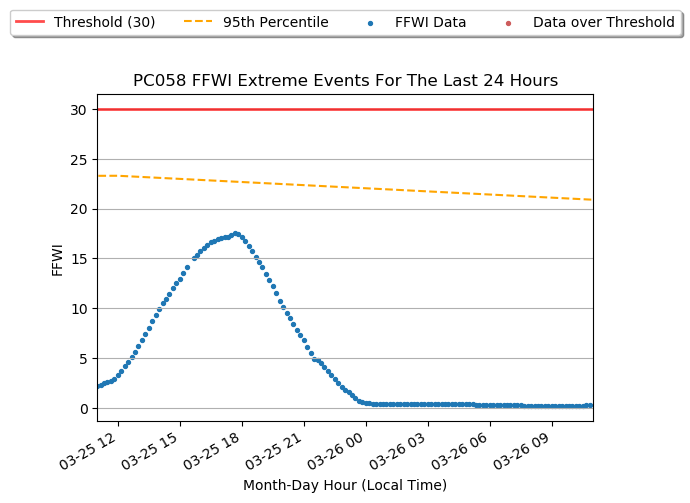 Threshold (30) 95th Percentile FFWI Data Data over Threshold
PC058 FFWI Extreme Events For The Last 24 Hours
30
25
20
15
10
5
0
FFWI
03-25 12 03-25 15 03-25 18 03-25 21 03-26 00 03-26 03 03-26 06 03-26 09
Month-Day Hour (Local Time)